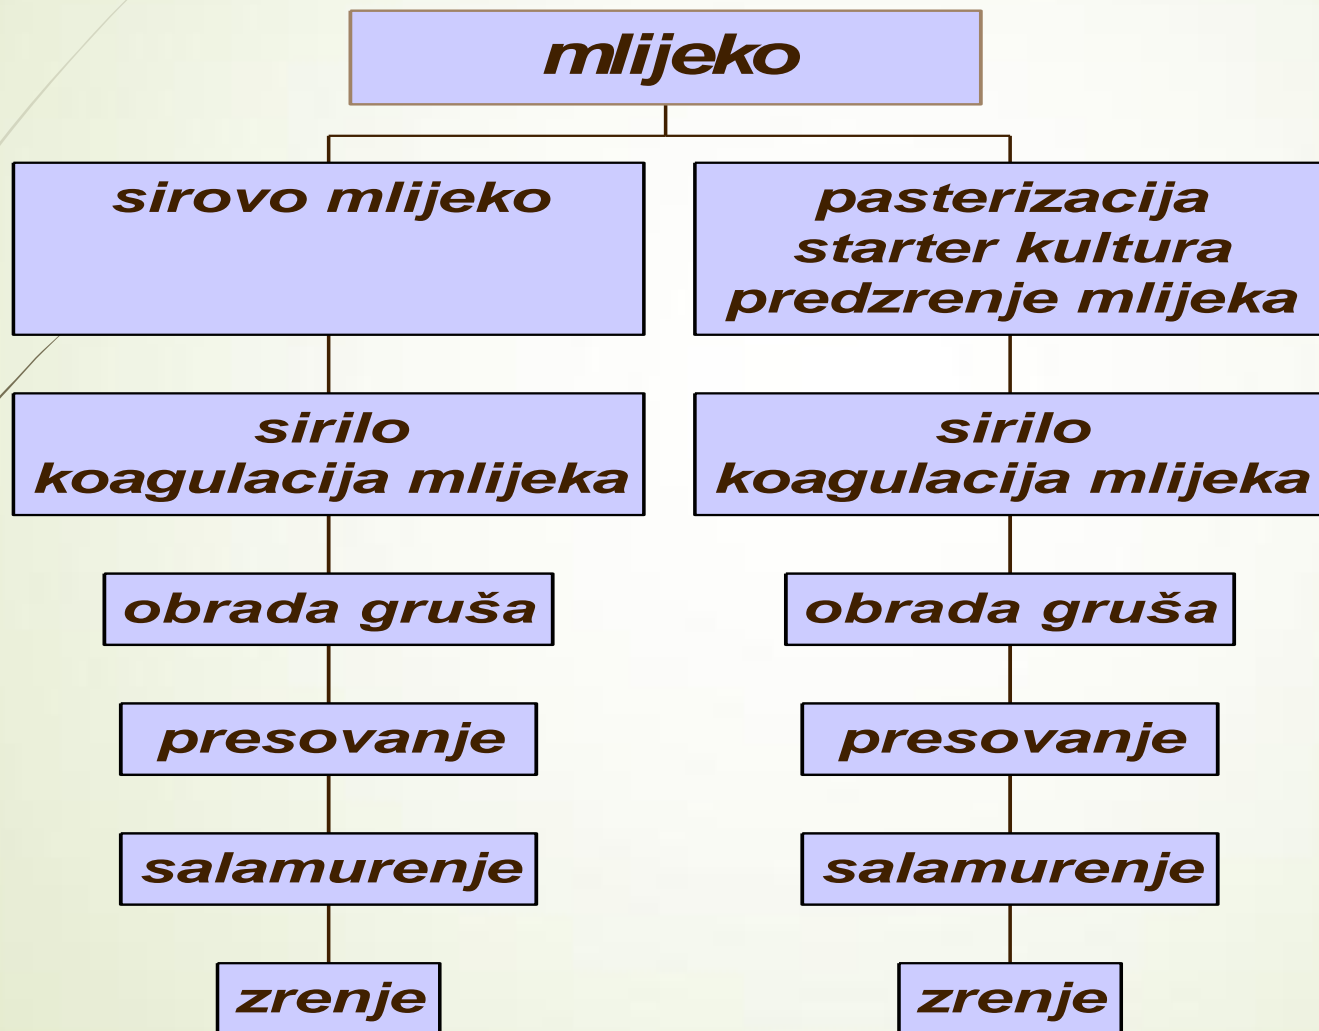 mlijeko
sirovo mlijeko
pasterizacija
starter kultura
predzrenje mlijeka
sirilo
koagulacija mlijeka
sirilo
koagulacija mlijeka
obrada gruša
obrada gruša
presovanje
presovanje
salamurenje
salamurenje
zrenje
zrenje